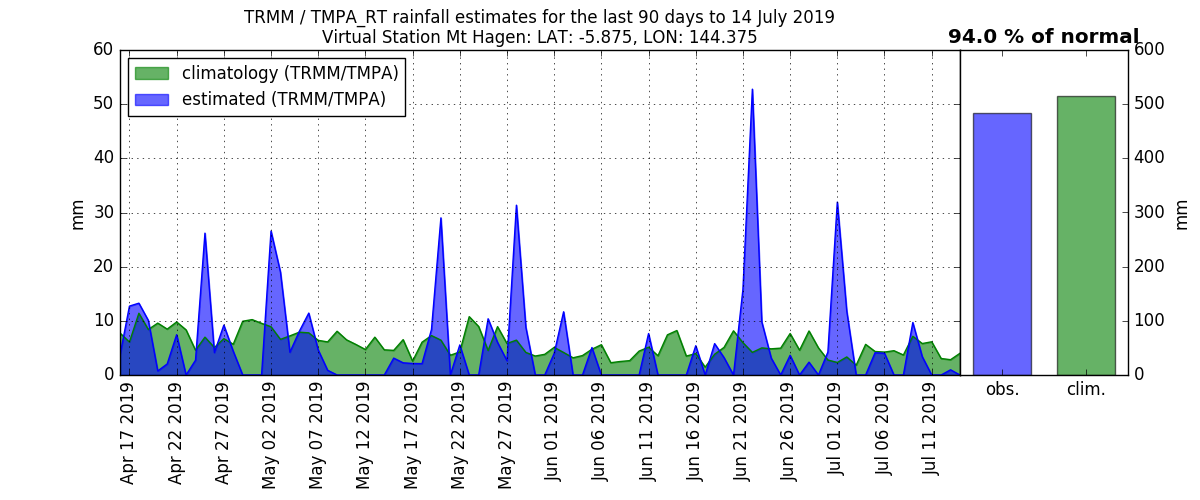 TRMM / TMPA_RT rainfall estimates for the last 90 days to 14 July 2019
Virtual Station Mt Hagen: LAT: -5.875, LON: 144.375
94.0 % of normal
climatology (TRMM/TMPA)
estimated (TRMM/TMPA)
60
50
40
30
20
10
0
mm
Apr 17 2019
Apr 22 2019
Apr 27 2019
May 02 2019
May 07 2019
May 12 2019
May 17 2019
May 22 2019
May 27 2019
Jun 01 2019
Jun 06 2019
Jun 11 2019
Jun 16 2019
Jun 21 2019
Jun 26 2019
Jul 01 2019
Jul 06 2019
Jul 11 2019
obs.
clim.
600
500
400
300
200
100
0
mm